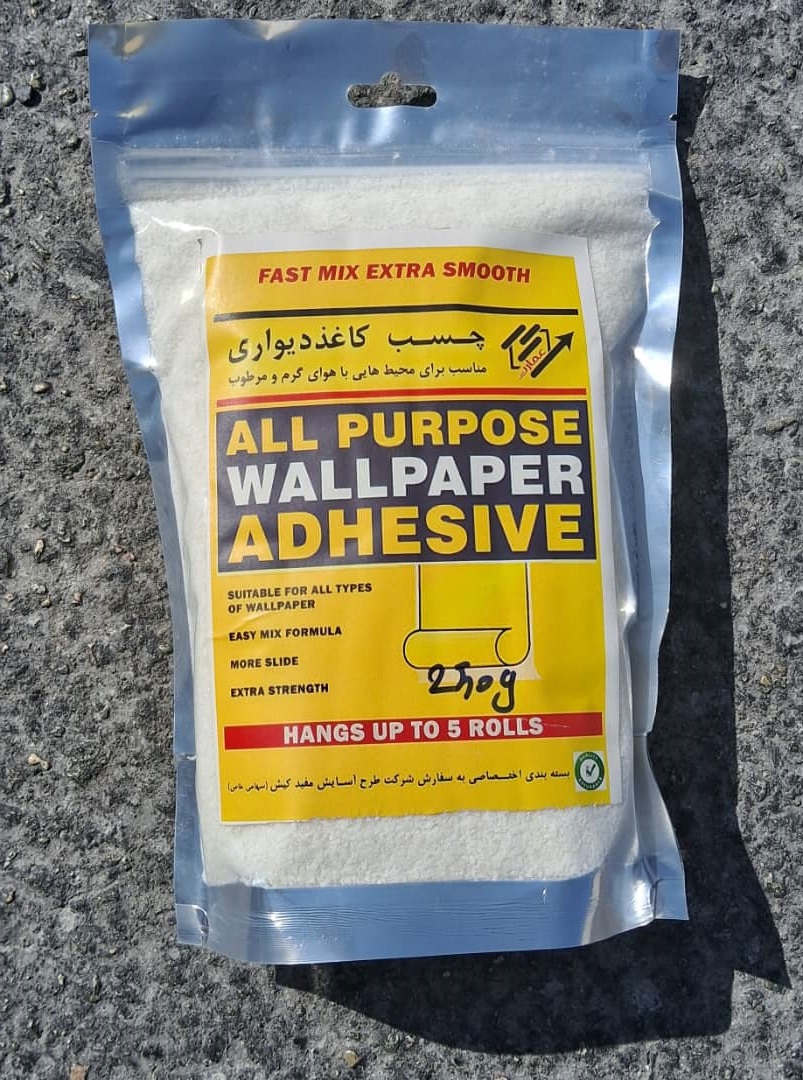 FAST MIX EXTRA SMOOTH
چسب کاغذدیواری
عمارت
مناسب برای محیط هایی با هوای گرم و مرطوب
ALL PURPOSE
WALLPAPER
ADHESIVE
SUITABLE FOR ALL TYPES
OF WALLPAPER
EASY MIX FORMULA
MORE SLIDE
EXTRA STRENGTH
250g
HANGS UP TO 5 ROLLS
بسته بندی اختصاصی به سفارش شرکت طرح آسایش مفید کیش (سهامی خاص)